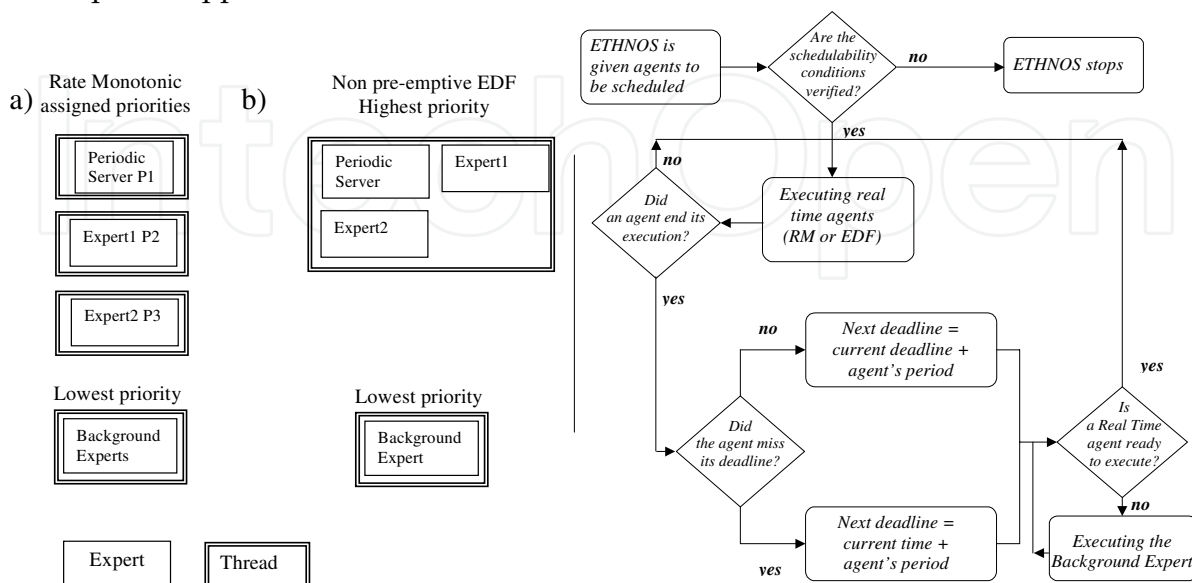 a)
Rate Monotonic
assigned priorities
Periodic
Server P1
Expert1 P2
Expert2 P3
Lowest priority
Background
Experts
b)
Non pre-emptive EDF
Highest priority
Periodic
Server
Expert1
Expert2
Lowest priority
Background
Expert
Expert
Thread
ETHNOS is
given agents to
be scheduled
Are the
schedulability
conditions
verified?
no
ETHNOS stops
yes
Executing real
time agents
(RM or EDF)
Did
an agent end its
execution?
no
yes
Did
the agent miss
its deadline?
no
Next deadline =
current deadline +
agent's period
yes
Next deadline =
current time +
agent's period
Is
a Real Time
agent ready
to execute?
yes
no
Executing the
Background Expert
IntechOpen